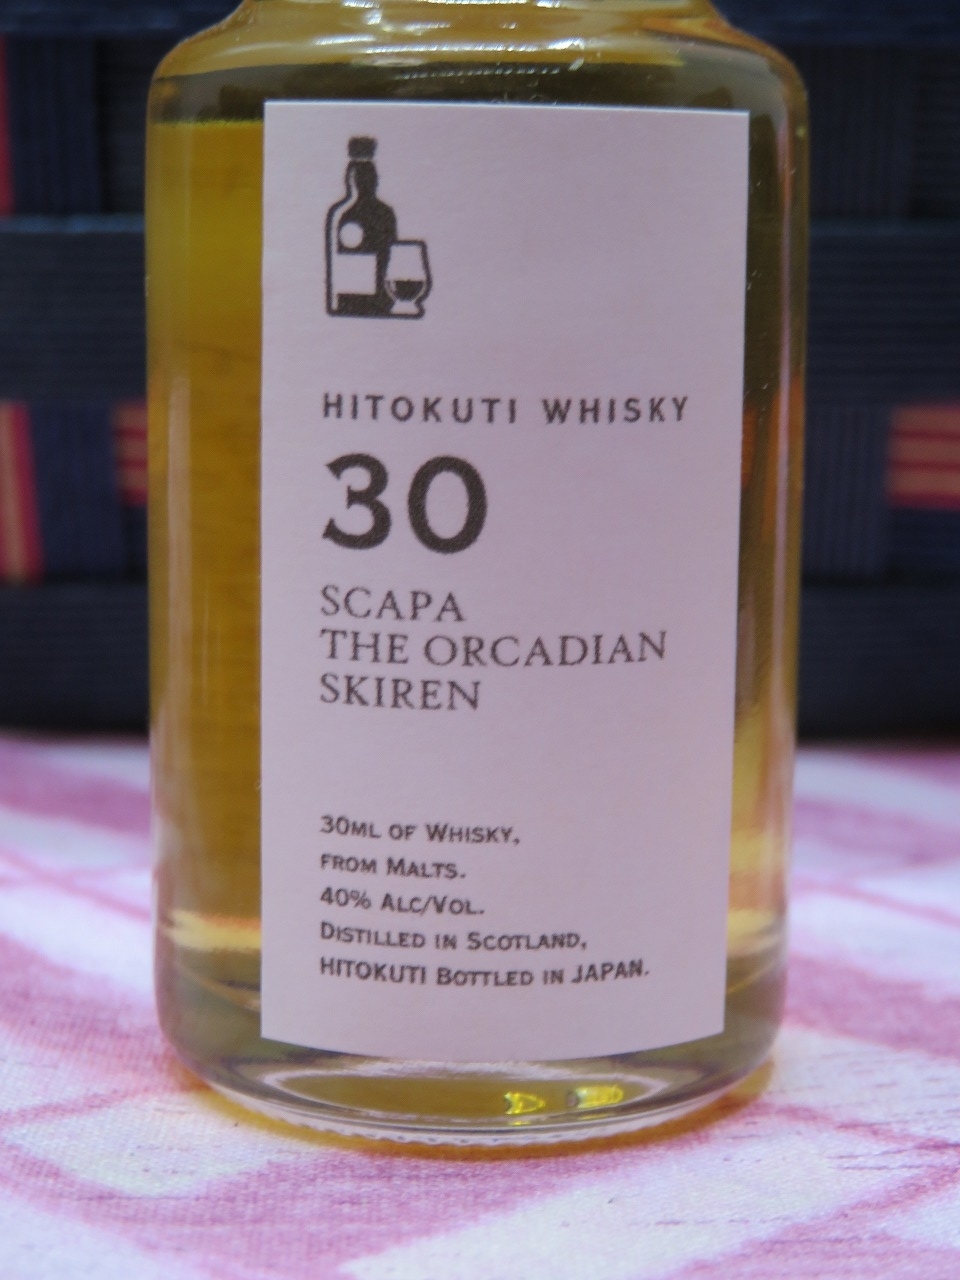 HITOKUTI WHISKY
30
SCAPA
THE ORCADIAN
SKIREN
30ML OF WHISKY,
FROM MALTS.
40% ALC/VOL.
DISTILLED IN SCOTLAND,
HITOKUTI BOTTLED IN JAPAN.